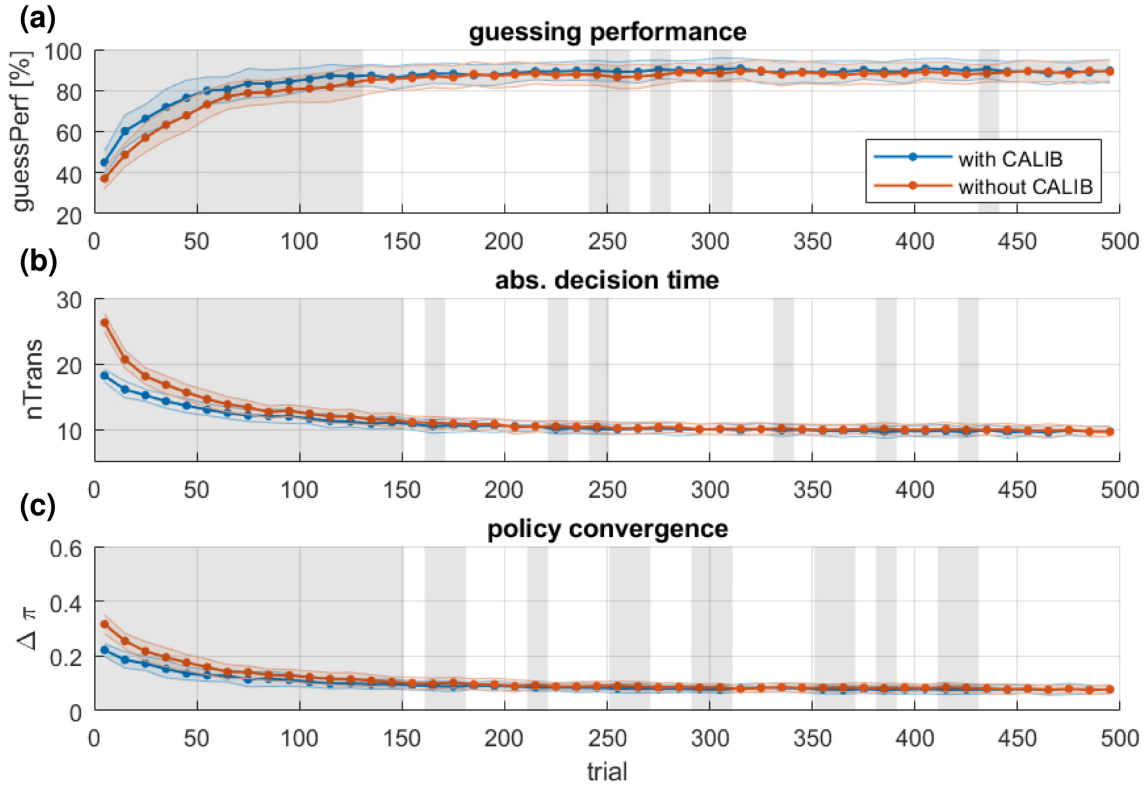 (a)
guessing performance
guessPerf [%]
100
80
60
40
20
with CALIB
without CALIB
0 50 100 150 200 250 300 350 400 450 500
(b)
abs. decision time
nTrans
30
20
10
0 50 100 150 200 250 300 350 400 450 500
(c)
policy convergence
Δ π
0.6
0.4
0.2
0
0 50 100 150 200 250 300 350 400 450 500
trial